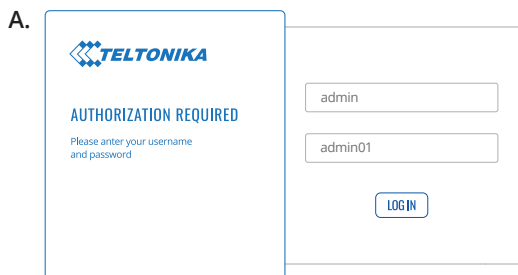 A.
TELTONIKA
AUTHORIZATION REQUIRED
Please anter your username
and password
admin
admin01
LOG IN